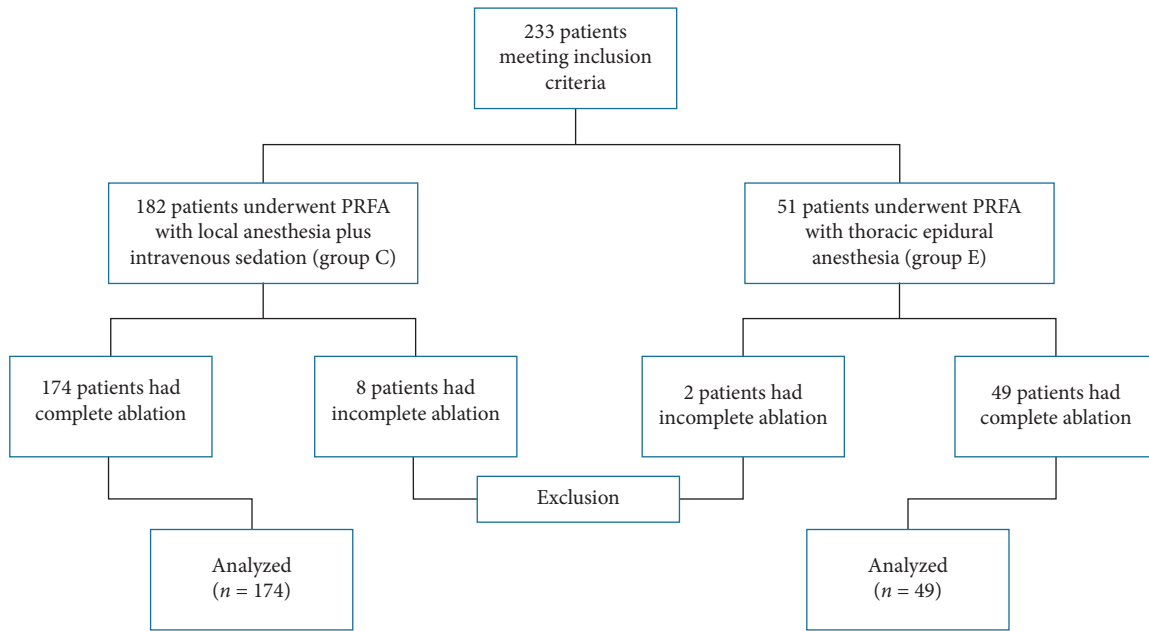 233 patients
meeting inclusion
criteria
182 patients underwent PRFA
with local anesthesia plus
intravenous sedation (group C)
51 patients underwent PRFA
with thoracic epidural
anesthesia (group E)
174 patients had
complete ablation
8 patients had
incomplete ablation
2 patients had
incomplete ablation
49 patients had
complete ablation
Exclusion
Analyzed
(n = 174)
Analyzed
(n = 49)